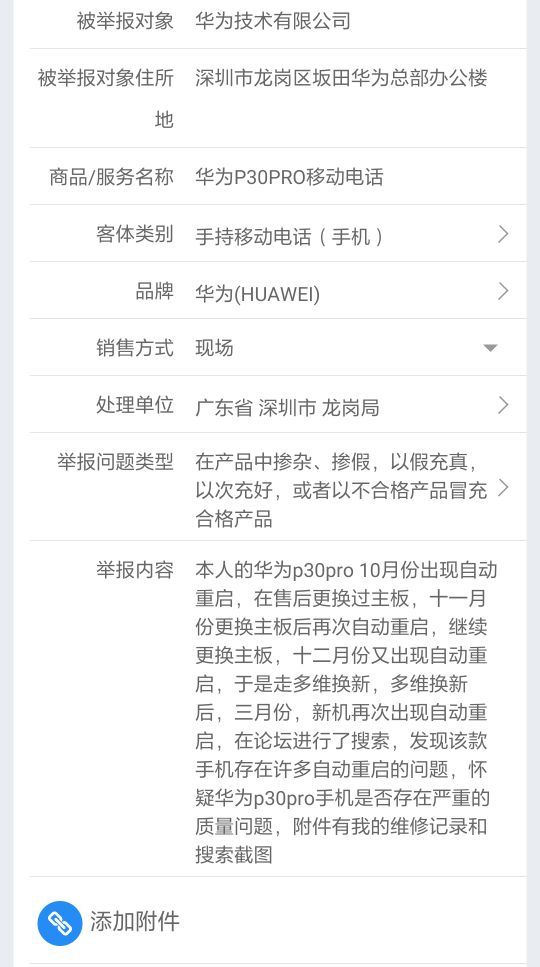 被举报对象 华为技术有限公司
被举报对象住所地 深圳市龙岗区坂田华为总部办公楼
商品/服务名称 华为P30PRO移动电话
客体类别 手持移动电话（手机）
品牌 华为(HUAWEI)
销售方式 现场
处理单位 广东省 深圳市 龙岗局
举报问题类型 在产品中掺杂、掺假，以假充真，
以次充好，或者以不合格产品冒充
合格产品
举报内容 本人的华为p30pro 10月份出现自动
重启，在售后更换过主板，十一月
份更换主板后再次自动重启，继续
更换主板，十二月份又出现自动重
启，于是走多维换新，多维换新
后，三月份，新机再次出现自动重
启，在论坛进行了搜索，发现该款
手机存在许多自动重启的问题，怀
疑华为p30pro手机是否存在严重的
质量问题，附件有我的维修记录和
搜索截图
添加附件